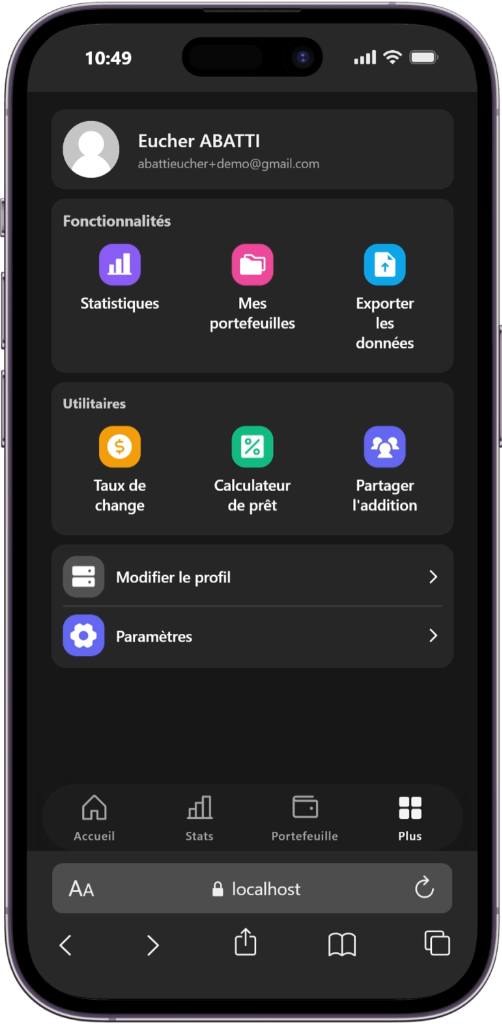 10:49
Eucher ABATTI
abattieucher+demo@gmail.com
Fonctionnalités
Statistiques
Mes
portefeuilles
Exporter
les
données
Utilitaires
Taux de
change
Calculateur
de prêt
Partager
l'addition
Modifier le profil
Paramètres
Accueil
Stats
Portefeuille
Plus
AA
localhost